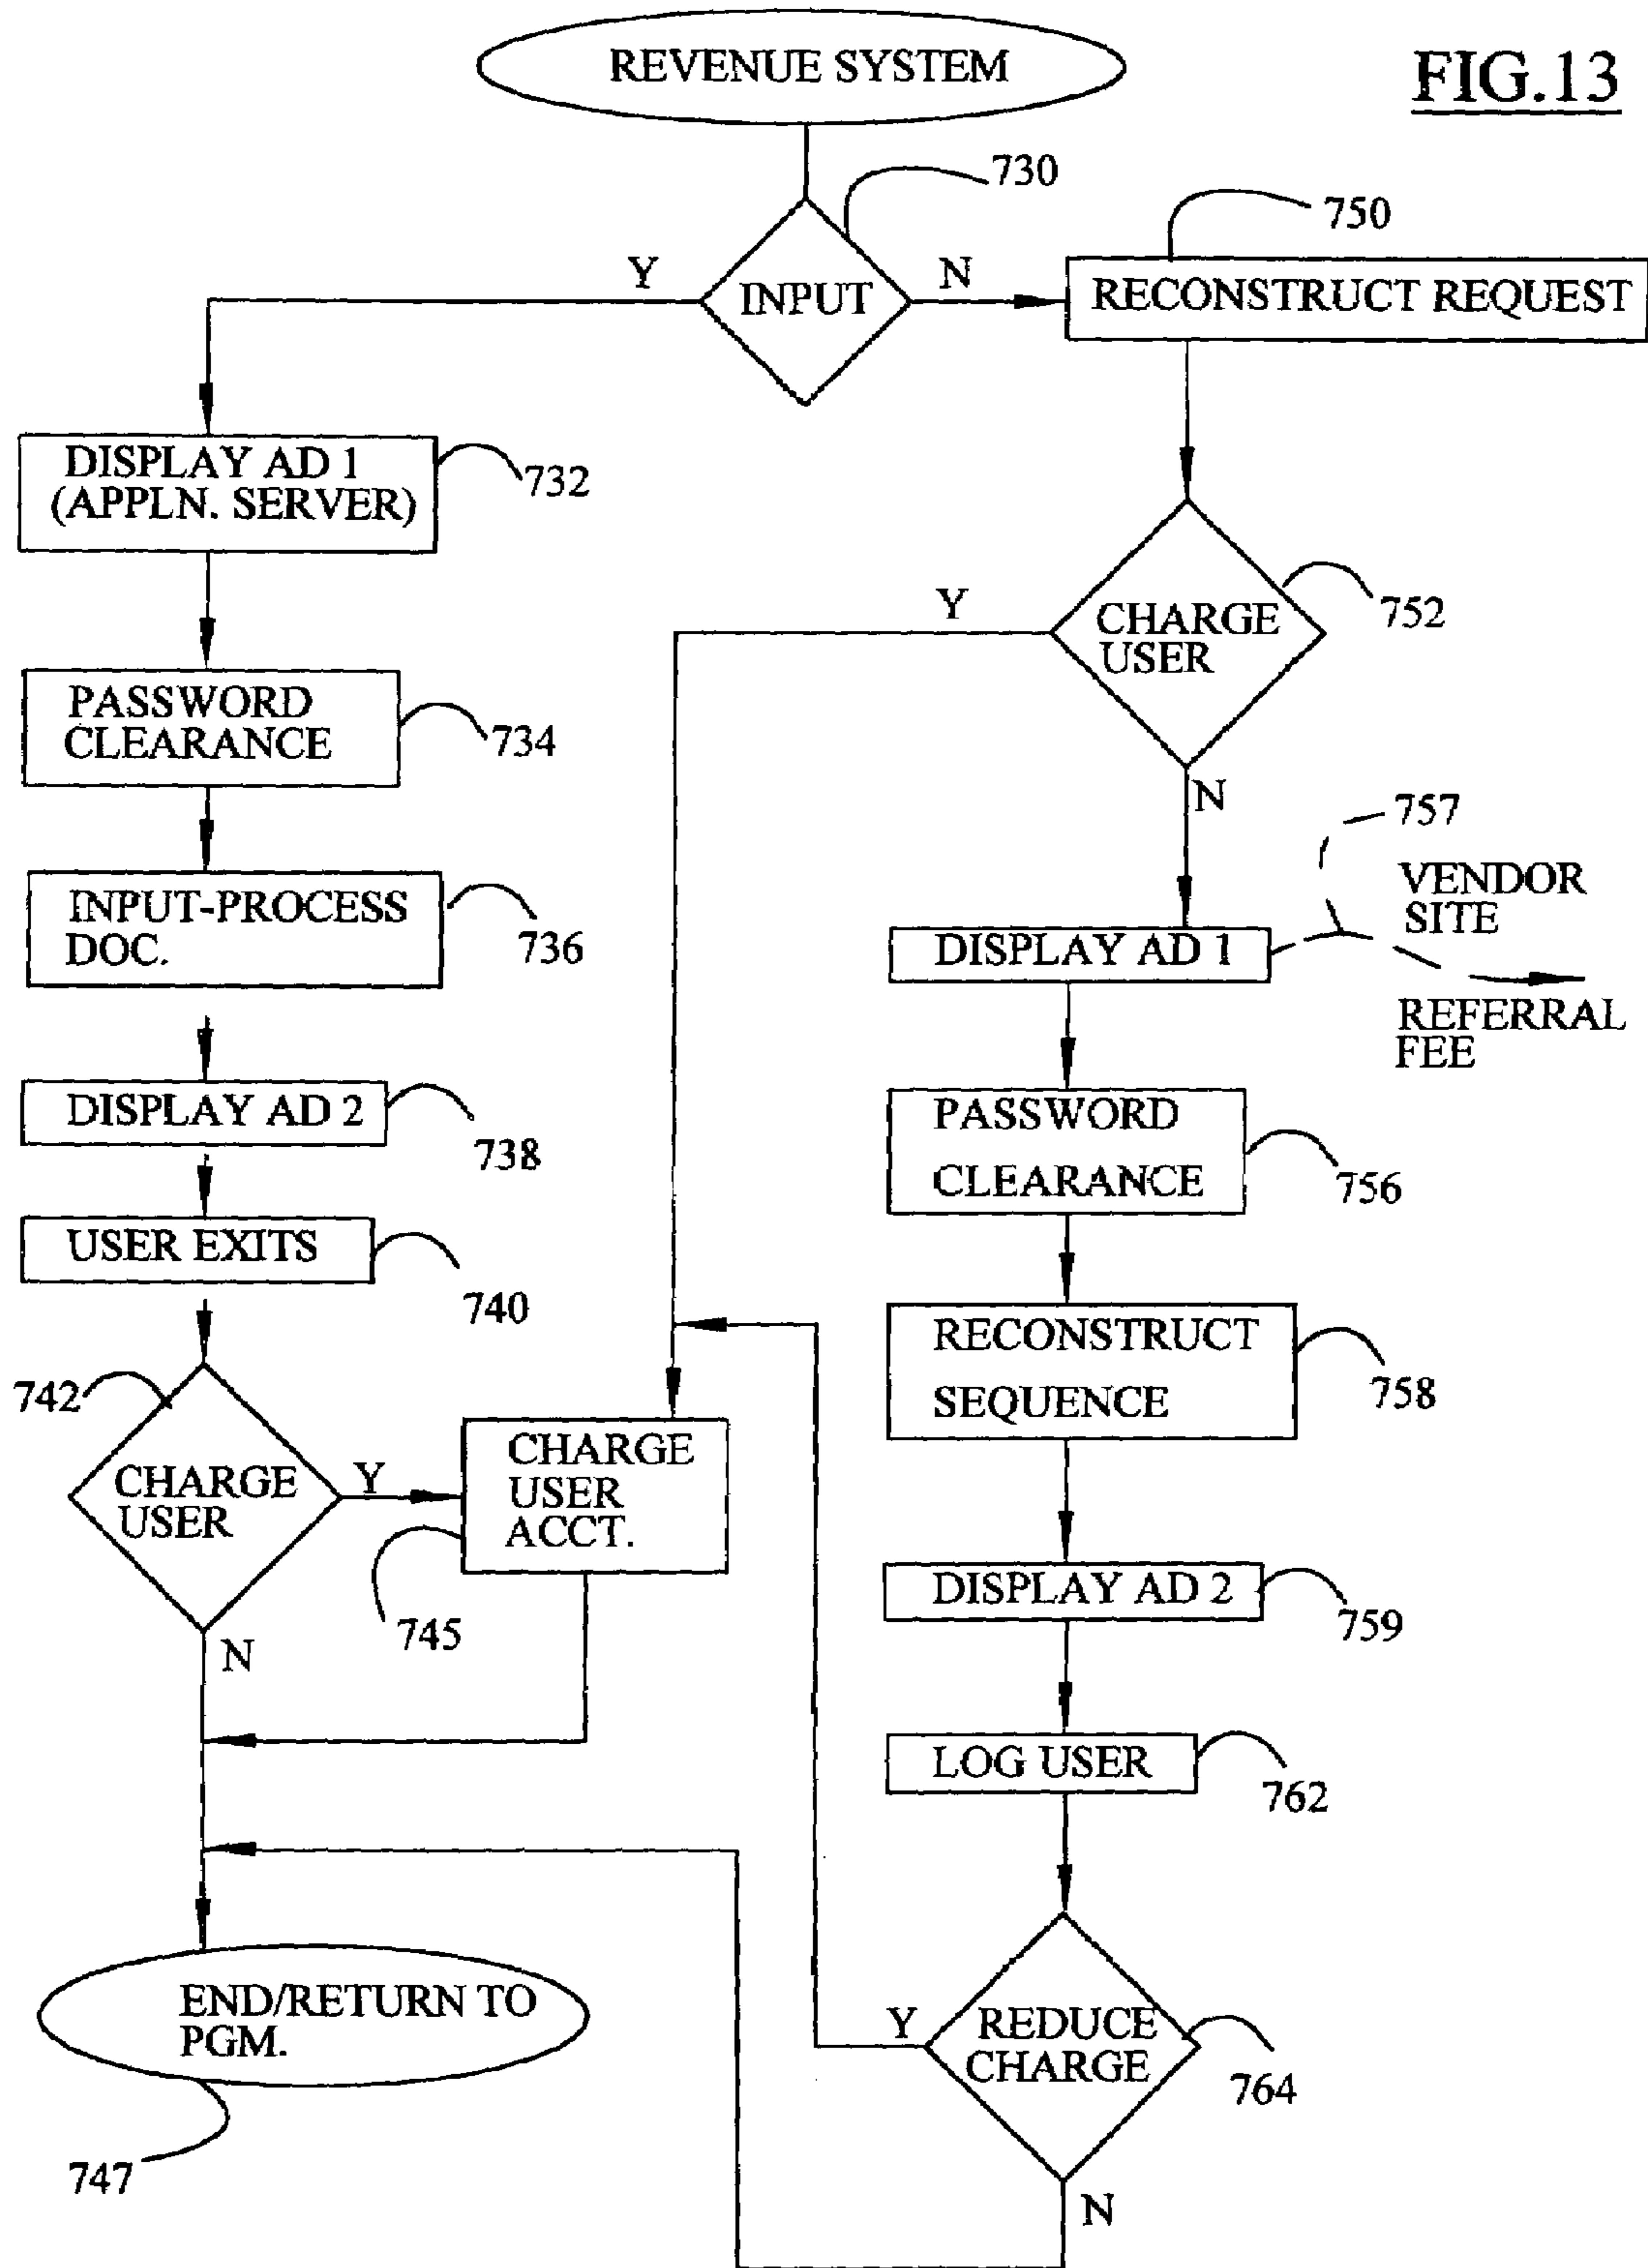 REVENUE SYSTEM
FIG.13
730
750
Y
INPUT
N
RECONSTRUCT REQUEST
DISPLAY AD 1
(APPLN. SERVER)
732
Y
CHARGE
USER
752
PASSWORD
CLEARANCE
734
N
757
VENDOR
SITE
INPUT-PROCESS
DOC.
736
DISPLAY AD 1
REFERRAL
FEE
DISPLAY AD 2
738
PASSWORD
CLEARANCE
756
USER EXITS
740
RECONSTRUCT
SEQUENCE
758
742
CHARGE
USER
Y
CHARGE
USER
ACCT.
745
N
DISPLAY AD 2
759
LOG USER
762
END/RETURN TO
PGM.
747
Y
REDUCE
CHARGE
764
N